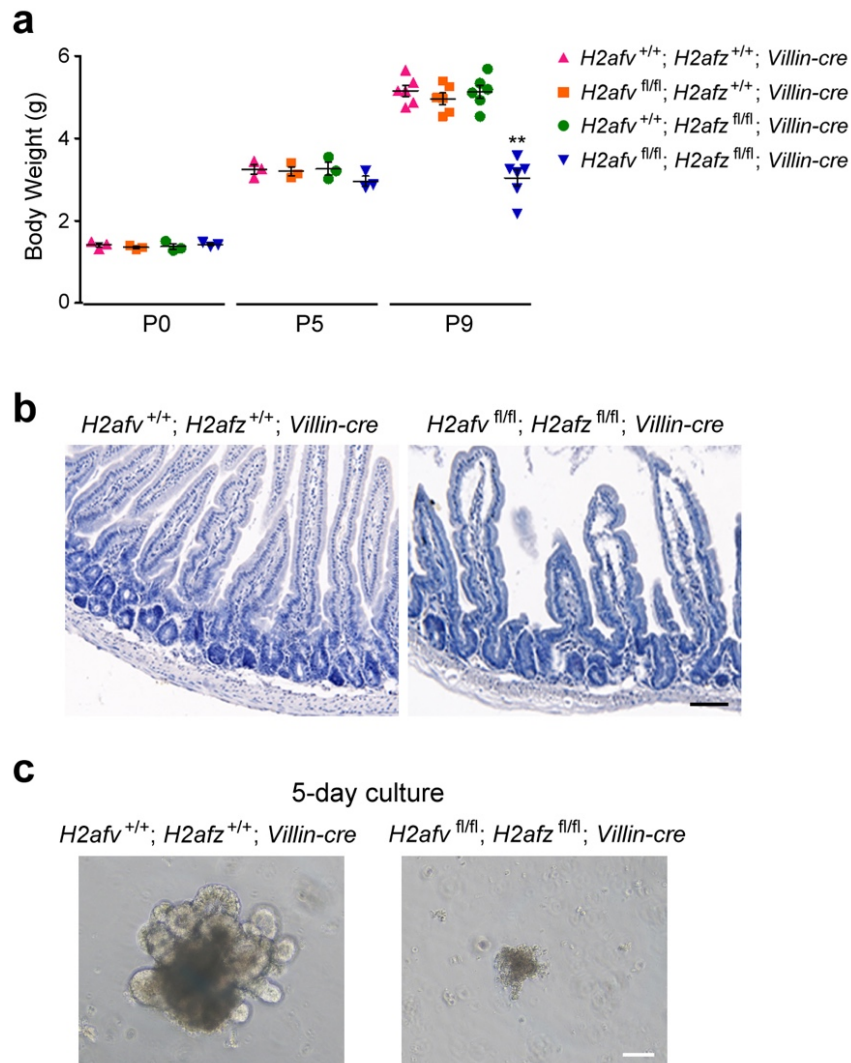 a
Body Weight (g)
6
4
2
0
P0 P5 P9
**
H2afv +/+; H2afz +/+; Villin-cre
H2afv fl/fl; H2afz +/+; Villin-cre
H2afv +/+; H2afz fl/fl; Villin-cre
H2afv fl/fl; H2afz fl/fl; Villin-cre
b
H2afv +/+; H2afz +/+; Villin-cre
H2afv fl/fl; H2afz fl/fl; Villin-cre
c
5-day culture
H2afv +/+; H2afz +/+; Villin-cre
H2afv fl/fl; H2afz fl/fl; Villin-cre